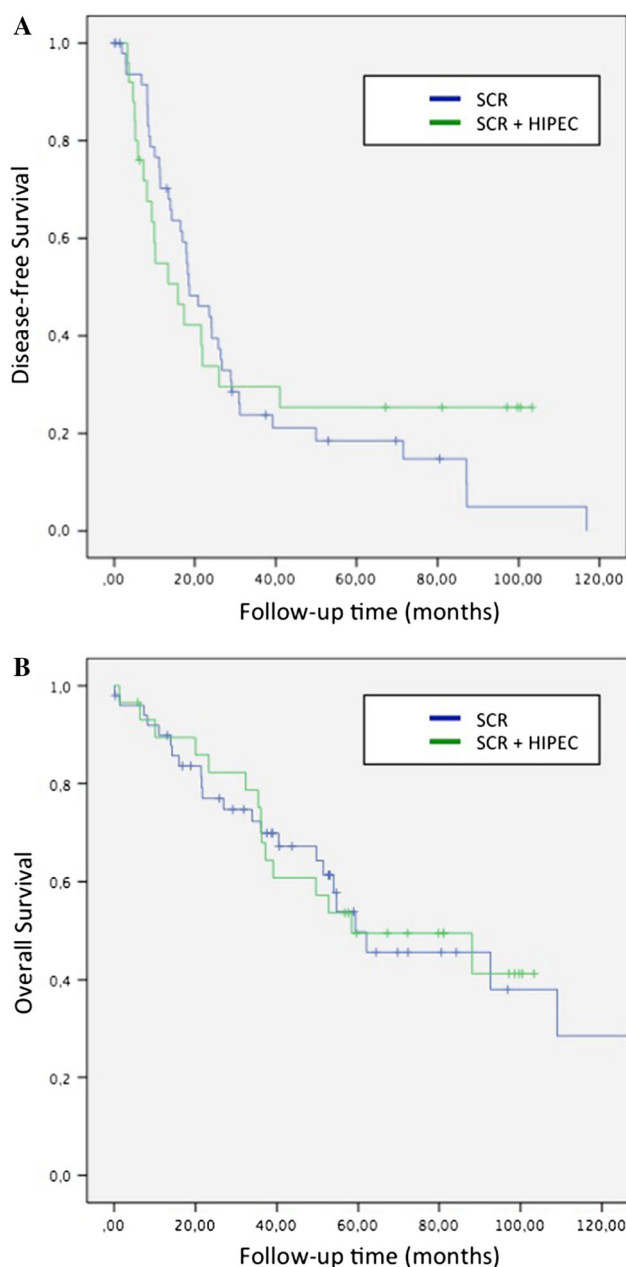 A
1,0
0,8
0,6
0,4
0,2
0,0
Disease-free Survival
SCR
SCR + HIPEC
,00 20,00 40,00 60,00 80,00 100,00 120,00
Follow-up time (months)
B
1,0
0,8
0,6
0,4
0,2
0,0
Overall Survival
SCR
SCR + HIPEC
,00 20,00 40,00 60,00 80,00 100,00 120,00
Follow-up time (months)